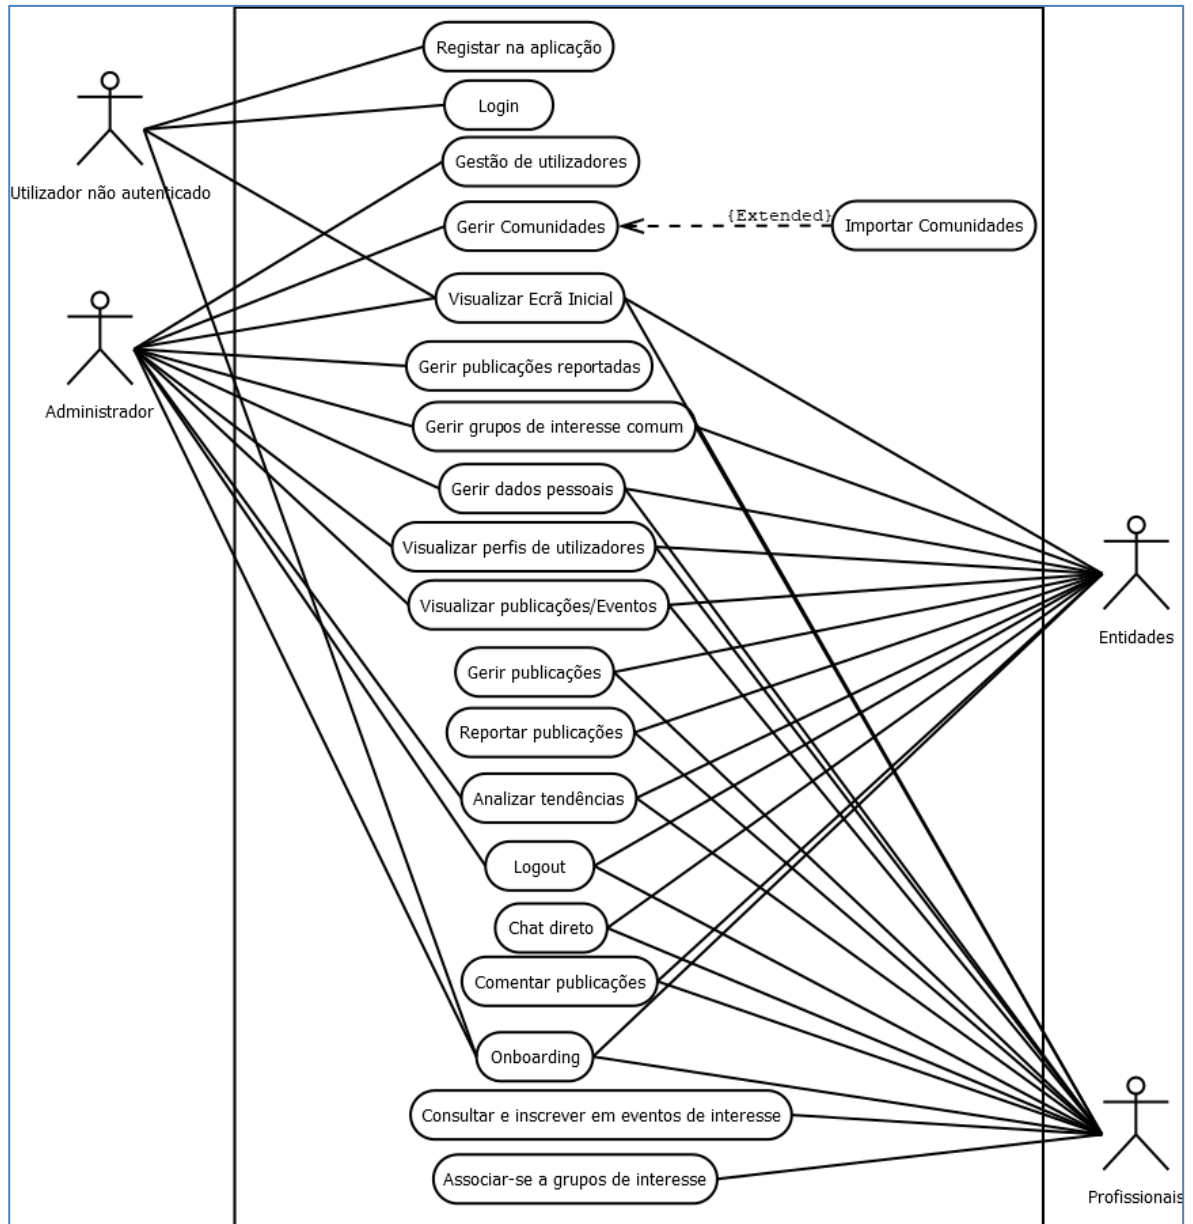 Registar na aplicação
Login
Gestão de utilizadores
Utilizador não autenticado
{Extended}
Gerir Comunidades
Importar Comunidades
Visualizar Ecrã Inicial
Gerir publicações reportadas
Administrador
Gerir grupos de interesse comum
Gerir dados pessoais
Visualizar perfis de utilizadores
Visualizar publicações/Eventos
Entidades
Gerir publicações
Reportar publicações
Analizar tendências
Logout
Chat direto
Comentar publicações
Onboarding
Consultar e inscrever em eventos de interesse
Associar-se a grupos de interesse
Profissionais